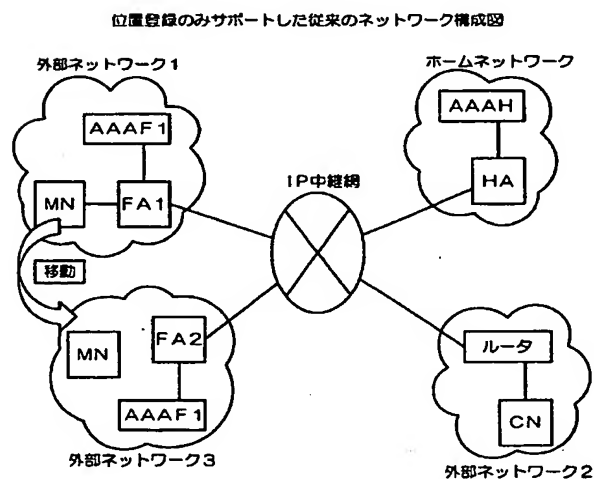 位置登録のみサポートした従来のネットワーク構成図
外部ネットワーク1
ホームネットワーク
AAAF1
AAAH
MN
FA1
IP中継網
HA
移動
MN
FA2
ルータ
AAAF1
CN
外部ネットワーク3
外部ネットワーク2